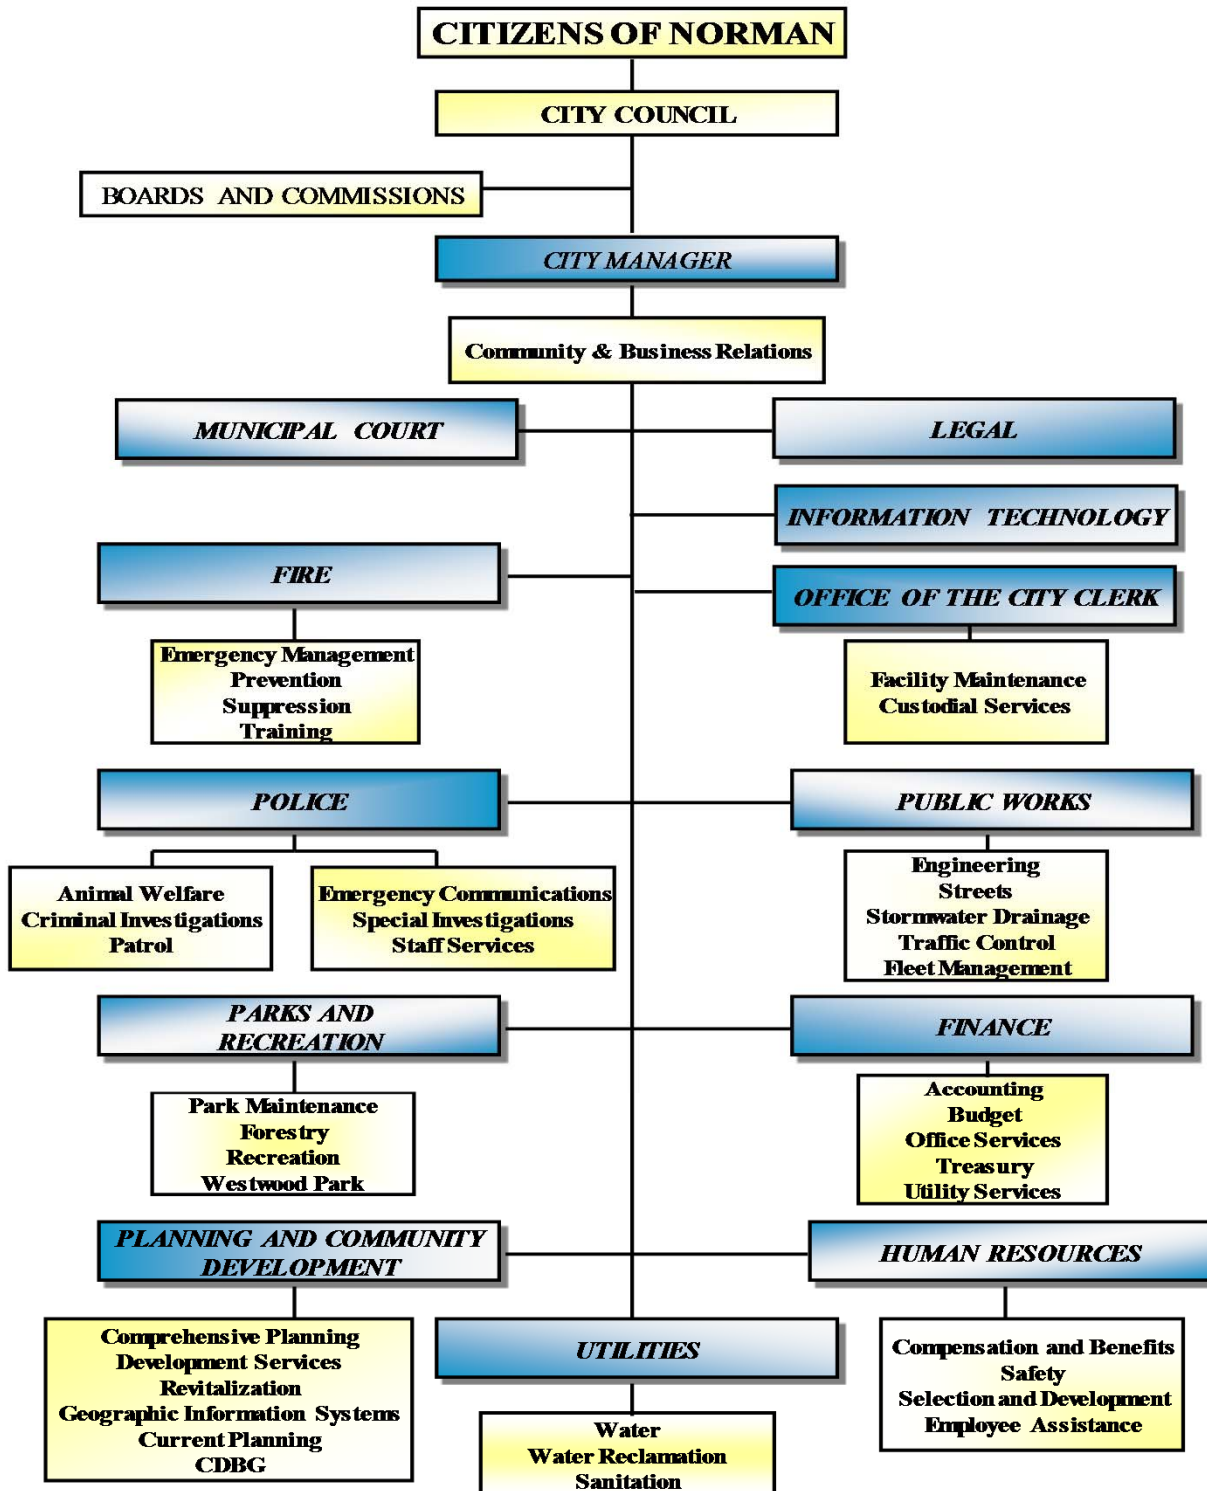 CITIZENS OF NORMAN
CITY COUNCIL
BOARDS AND COMMISSIONS
CITY MANAGER
Community & Business Relations
MUNICIPAL COURT
LEGAL
INFORMATION TECHNOLOGY
FIRE
OFFICE OF THE CITY CLERK
Emergency Management
Prevention
Suppression
Training
Facility Maintenance
Custodial Services
POLICE
PUBLIC WORKS
Animal Welfare
Criminal Investigations
Patrol
Emergency Communications
Special Investigations
Staff Services
Engineering
Streets
Stormwater Drainage
Traffic Control
Fleet Management
PARKS AND
RECREATION
FINANCE
Park Maintenance
Forestry
Recreation
Westwood Park
Accounting
Budget
Office Services
Treasury
Utility Services
PLANNING AND COMMUNITY
DEVELOPMENT
HUMAN RESOURCES
Comprehensive Planning
Development Services
Revitalization
Geographic Information Systems
Current Planning
CDBG
UTILITIES
Water
Water Reclamation
Sanitation
Compensation and Benefits
Safety
Selection and Development
Employee Assistance